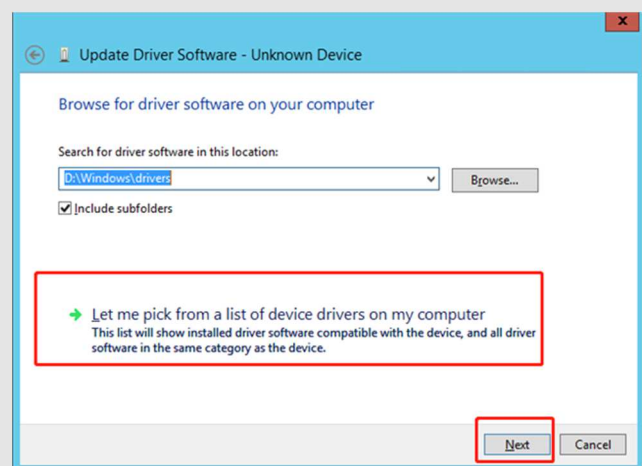 x
Update Driver Software - Unknown Device
Browse for driver software on your computer
Search for driver software in this location:
D:\Windows\drivers
Browse...
Include subfolders
Let me pick from a list of device drivers on my computer
This list will show installed driver software compatible with the device, and all driver
software in the same category as the device.
Next
Cancel